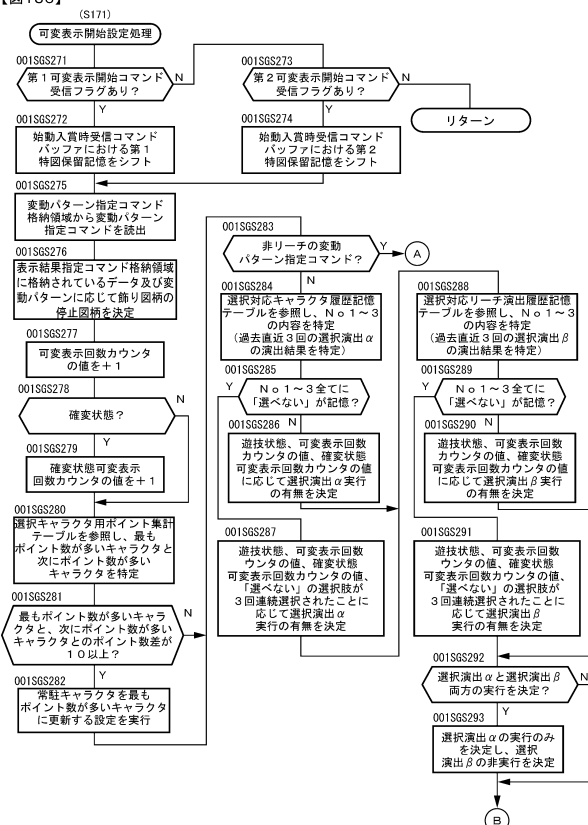 (S171)
可変表示開始設定処理
001SGS271
第1可変表示開始コマンド
受信フラグあり?
N
Y
001SGS272
始動入賞時受信コマンド
バッファにおける第1
特図保留記憶をシフト
001SGS273
第2可変表示開始コマンド
受信フラグあり?
N
Y
リターン
001SGS274
始動入賞時受信コマンド
バッファにおける第2
特図保留記憶をシフト
001SGS275
変動パターン指定コマンド
格納領域から変動パターン
指定コマンドを読出
001SGS276
表示結果指定コマンド格納領域
に格納されているデータ及び変
動パターンに応じて飾り図柄の
停止図柄を決定
001SGS277
可変表示回数カウンタ
の値を+1
001SGS278
確変状態?
N
Y
001SGS279
確変状態可変表示
回数カウンタの値を+1
001SGS280
選択キャラクタ用ポイント集計
テーブルを参照し、最も
ポイント数が多いキャラクタと
次にポイント数が多い
キャラクタを特定
001SGS281
最もポイント数が多いキャラ
クタと、次にポイント数が多い
キャラクタとのポイント数差が
10以上?
N
Y
001SGS282
常駐キャラクタを最も
ポイント数が多いキャラクタ
に更新する設定を実行
001SGS283
非リーチの変動
パターン指定コマンド?
Y
A
N
001SGS284
選択対応キャラクタ履歴記憶
テーブルを参照し、No1~3
の内容を特定
(過去直近3回の選択演出α
の演出結果を特定)
001SGS285
No1~3全てに
「選べない」が記憶?
Y
N
001SGS286
遊技状態、可変表示回数
カウンタの値、確変状態
可変表示回数カウンタの値
に応じて選択演出α実行
の有無を決定
001SGS287
遊技状態、可変表示回数
ウンタの値、確変状態
可変表示回数カウンタの値、
「選べない」の選択肢が
3回連続選択されたことに
応じて選択演出α
実行の有無を決定
001SGS288
選択対応リーチ演出履歴記憶
テーブルを参照し、No1~3
の内容を特定
(過去直近3回の選択演出β
の演出結果を特定)
001SGS289
No1~3全てに
「選べない」が記憶?
Y
N
001SGS290
遊技状態、可変表示回数
カウンタの値、確変状態
可変表示回数カウンタの値
に応じて選択演出β実行
の有無を決定
001SGS291
遊技状態、可変表示回数
カウンタの値、確変状態
可変表示回数カウンタの値、
「選べない」の選択肢が
3回連続選択されたことに
応じて選択演出β
実行の有無を決定
001SGS292
選択演出αと選択演出β
両方の実行を決定?
N
Y
001SGS293
選択演出αの実行のみ
を決定し、選択
演出βの非実行を決定
B